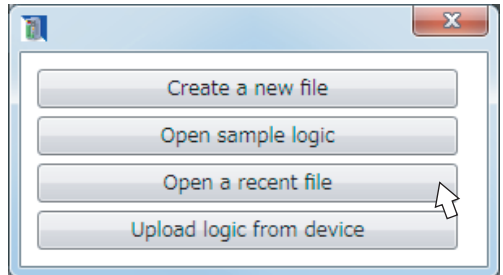 Create a new file
Open sample logic
Open a recent file
Upload logic from device